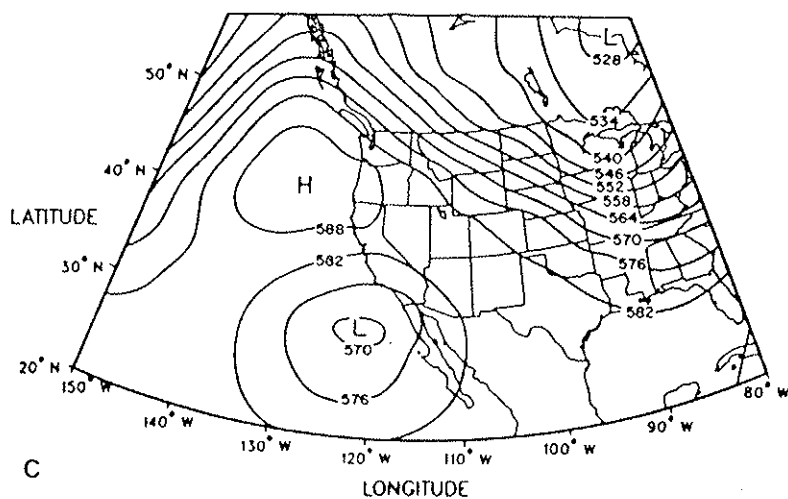 L
528
50° N
534
540
40° N
546
552
H
558
LATITUDE
564
588
570
582
576
30° N
582
L
570
20° N
150° W
576
80° W
140° W
90° W
130° W
100° W
120° W
110° W
C
LONGITUDE